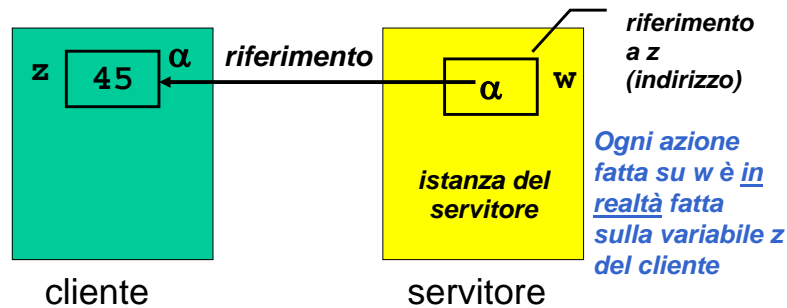 z 45 α riferimento
α w
riferimento
a z
(indirizzo)
istanza del
servitore
Ogni azione
fatta su w è in
realtà fatta
sulla variabile z
del cliente
cliente
servitore